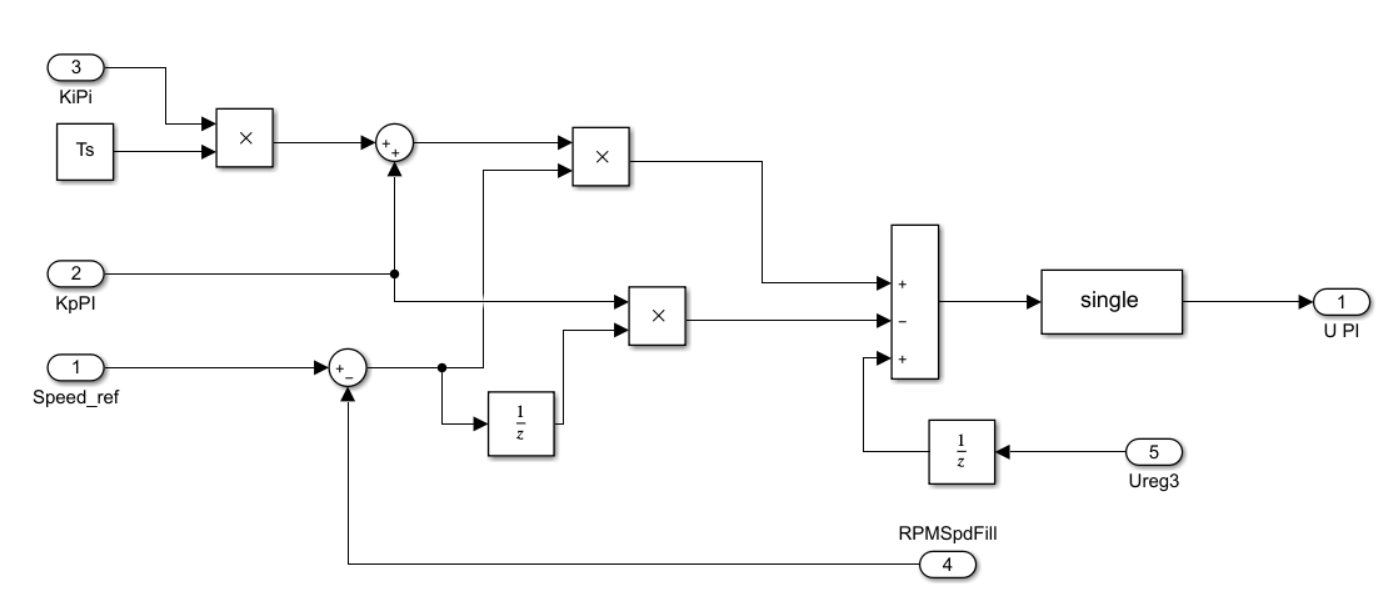 3
KiPi
Ts
×
+
+
×
2
KpPI
×
+
−
+
single
1
U PI
1
Speed_ref
+
−
1
z
1
z
5
Ureg3
RPMSpdFill
4